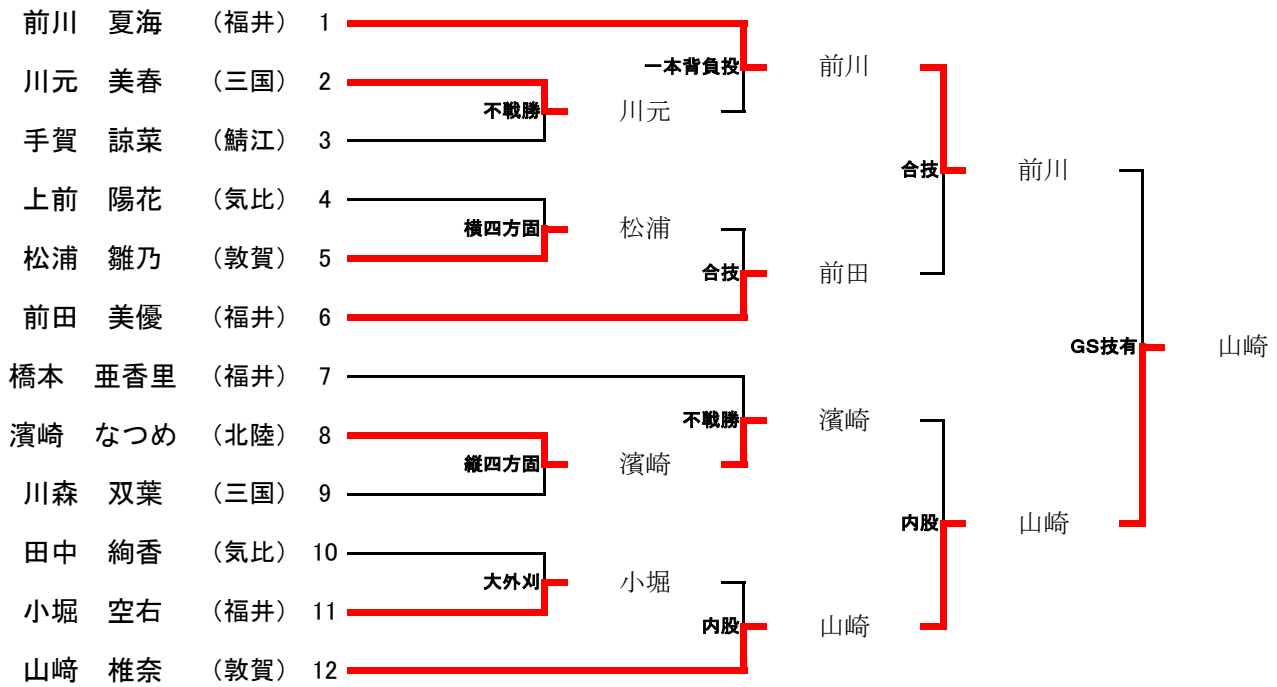 前川 夏海 （福井） 1
一本背負投 前川
川元 美春 （三国） 2
不戦勝 川元
手賀 諒菜 （鯖江） 3
合技 前川
上前 陽花 （気比） 4
横四方固 松浦
松浦 雛乃 （敦賀） 5
合技 前田
前田 美優 （福井） 6
GS技有 山崎
橋本 亜香里 （福井） 7
不戦勝 濱崎
濱崎 なつめ （北陸） 8
縦四方固 濱崎
川森 双葉 （三国） 9
内股 山崎
田中 絢香 （気比） 10
大外刈 小堀
小堀 空右 （福井） 11
内股 山崎
山﨑 椎奈 （敦賀） 12